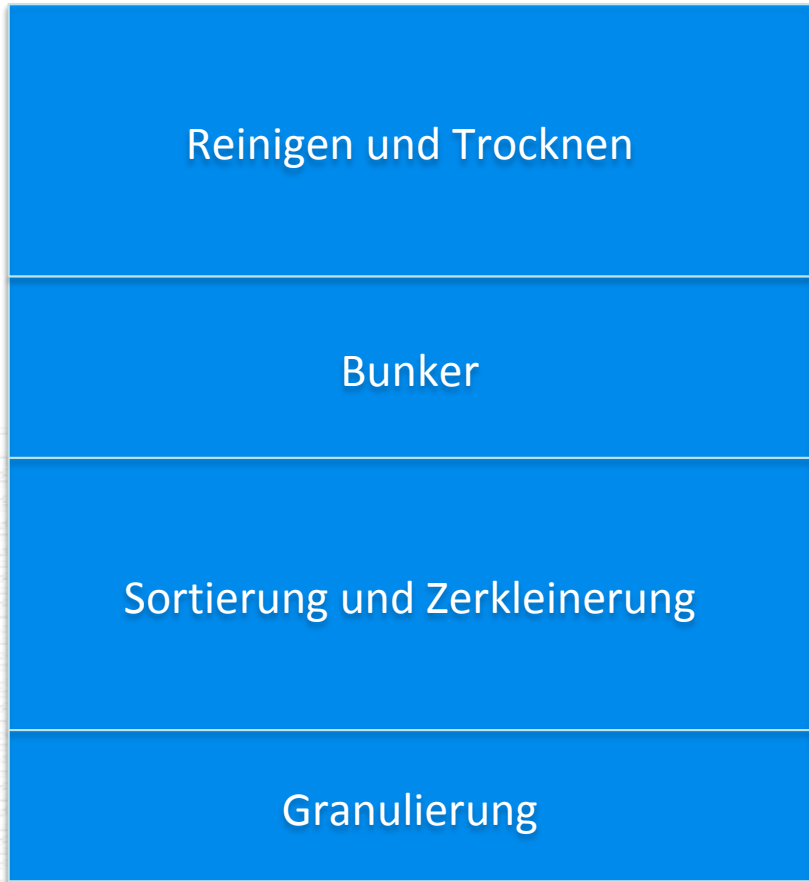 Reinigen und Trocknen
Bunker
Sortierung und Zerkleinerung
Granulierung